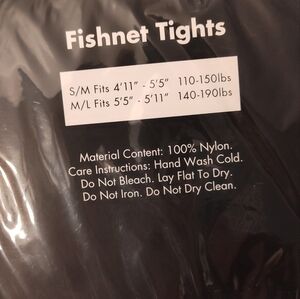 Fishnet Tights
S/M Fits 4'11" - 5'5" 110-150lbs
M/L Fits 5'5" - 5'11" 140-190lbs
Material Content: 100% Nylon.
Care Instructions: Hand Wash Cold.
Do Not Bleach. Lay Flat To Dry.
Do Not Iron. Do Not Dry Clean.